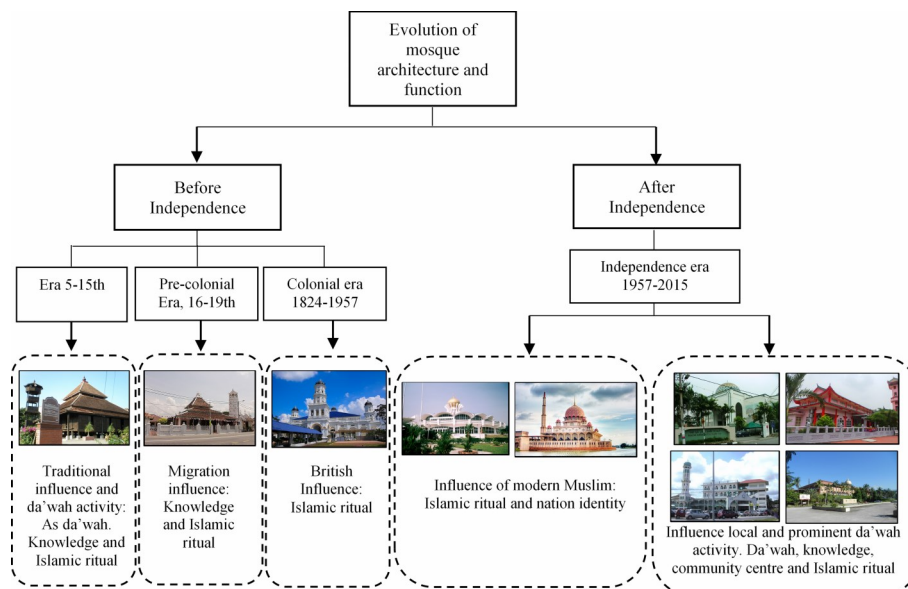 Evolution of
mosque
architecture and
function
Before
Independence
After
Independence
Era 5-15th
Pre-colonial
Era, 16-19th
Colonial era
1824-1957
Independence era
1957-2015
Traditional
influence and
da’wah activity:
As da’wah.
Knowledge and
Islamic ritual
Migration
influence:
Knowledge
and Islamic
ritual
British
Influence:
Islamic ritual
Influence of modern Muslim:
Islamic ritual and nation identity
Influence local and prominent da’wah
activity. Da’wah, knowledge,
community centre and Islamic ritual